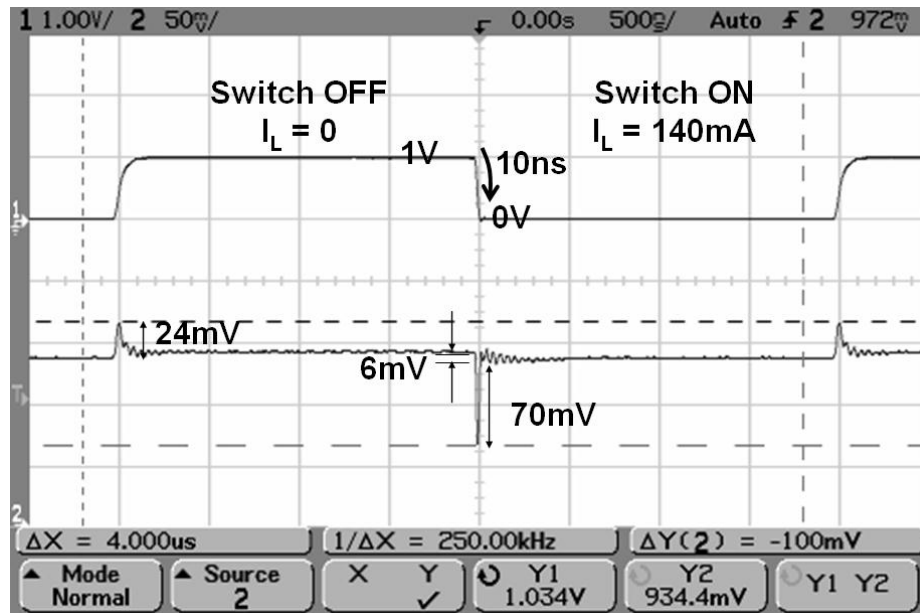 1 1.00V/ 2 50mV/ 0.00s 500ns/ Auto 2 972mV
Switch OFF
I_L = 0
Switch ON
I_L = 140mA
1V
10ns
0V
1
24mV
6mV
70mV
T
2
ΔX = 4.000us 1/ΔX = 250.00kHz ΔY(2) = -100mV
Mode
Normal
Source
2
X Y
✓
Y1
1.034V
Y2
934.4mV
Y1 Y2